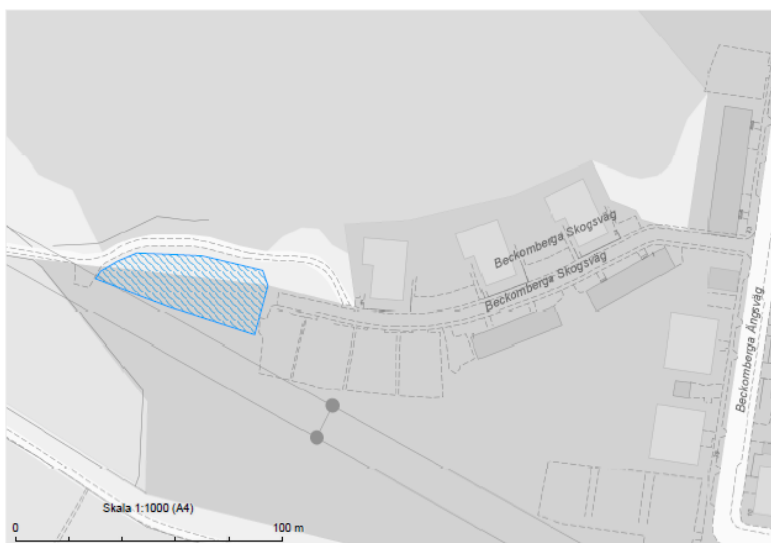 Beckomberga Skogsväg
Beckomberga Skogsväg
Beckomberga Ängsväg
Skala 1:1000 (A4)
0 100 m